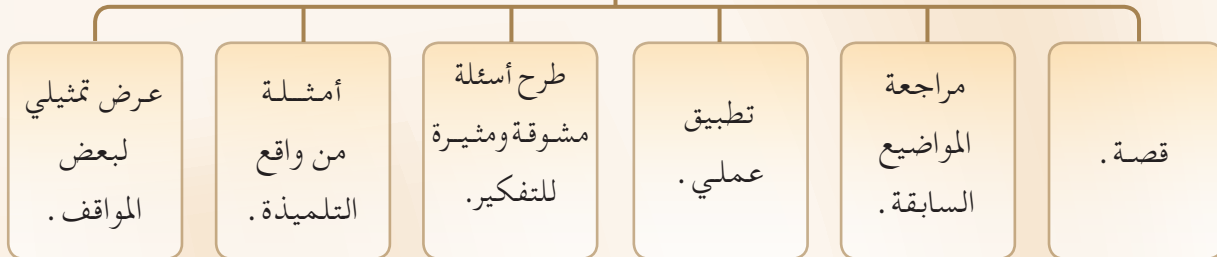 قصة .
مراجعة
المواضيع
السابقة .
تطبيق
عملي .
طرح أسئلة
مشوقة ومثيرة
للتفكير.
أمثلة
من واقع
التلميذة .
عرض تمثيلي
لبعض
المواقف .